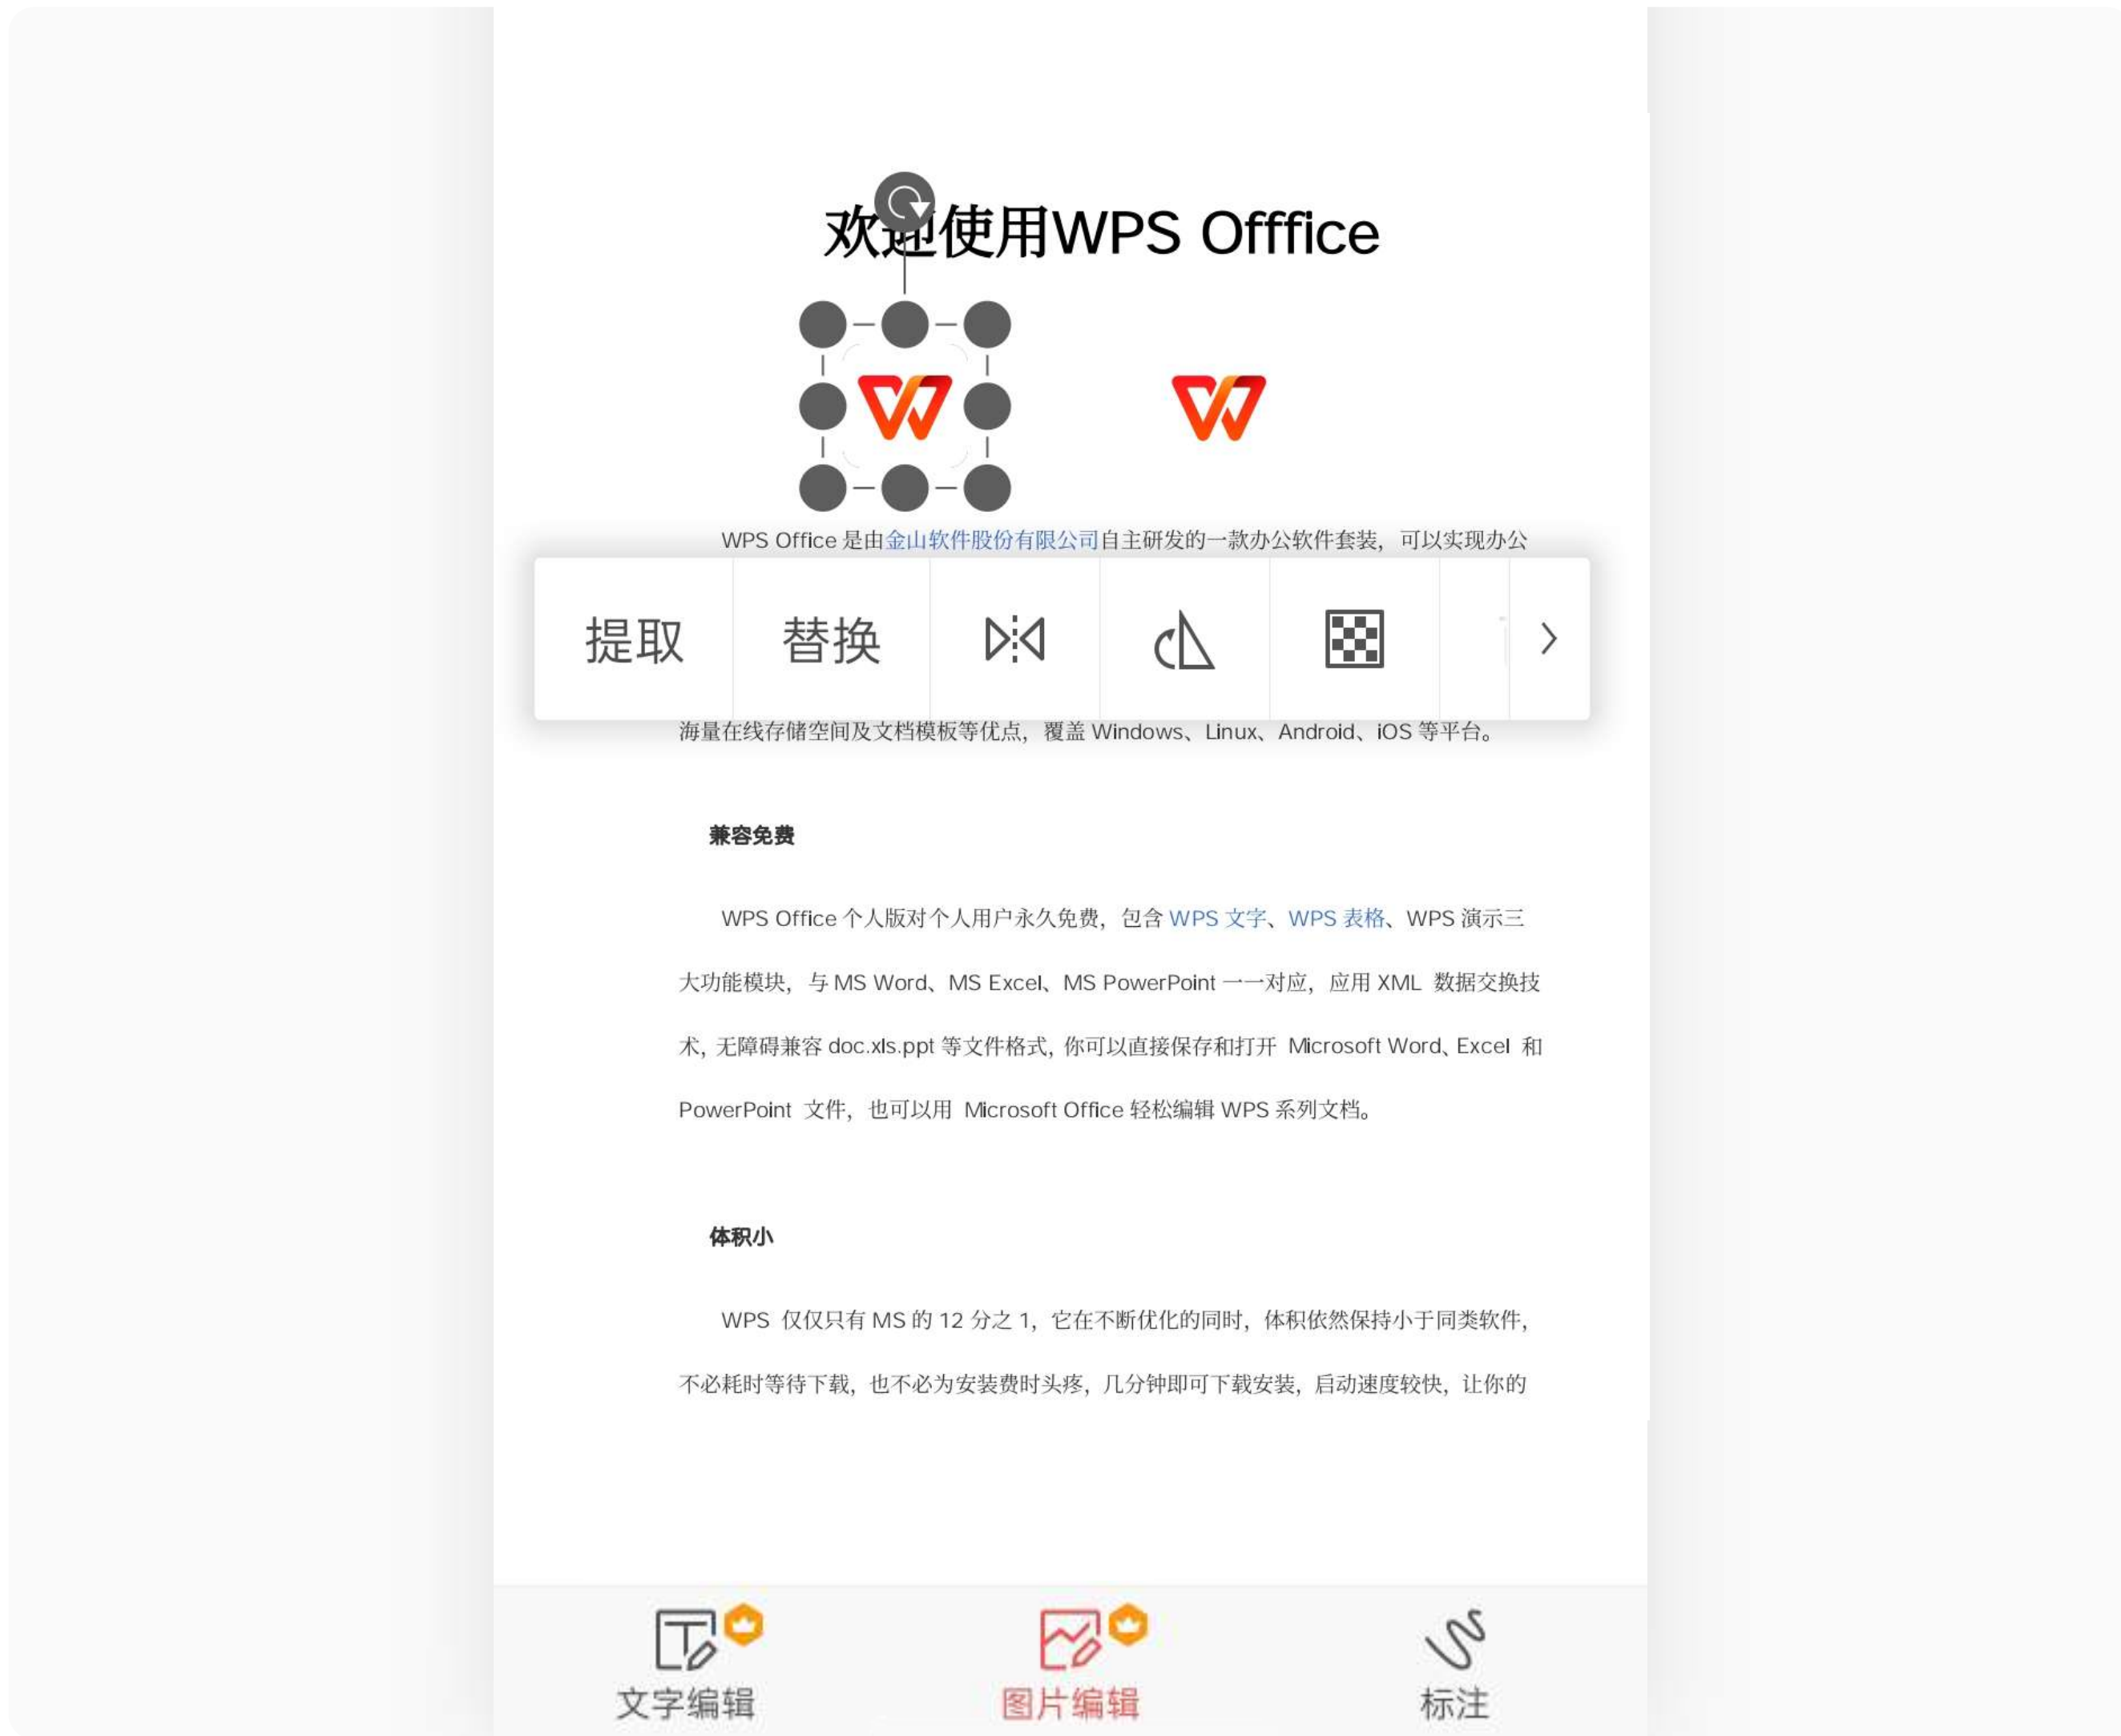 欢迎使用WPS Offfice
WPS Office 是由金山软件股份有限公司自主研发的一款办公软件套装，可以实现办公
提取 替换
海量在线存储空间及文档模板等优点，覆盖 Windows、Linux、Android、iOS 等平台。
兼容免费
WPS Office 个人版对个人用户永久免费，包含 WPS 文字、WPS 表格、WPS 演示三
大功能模块，与 MS Word、MS Excel、MS PowerPoint 一一对应，应用 XML 数据交换技
术，无障碍兼容 doc.xls.ppt 等文件格式，你可以直接保存和打开 Microsoft Word、Excel 和
PowerPoint 文件，也可以用 Microsoft Office 轻松编辑 WPS 系列文档。
体积小
WPS 仅仅只有 MS 的 12 分之 1，它在不断优化的同时，体积依然保持小于同类软件，
不必耗时等待下载，也不必为安装费时头疼，几分钟即可下载安装，启动速度较快，让你的
文字编辑 图片编辑 标注